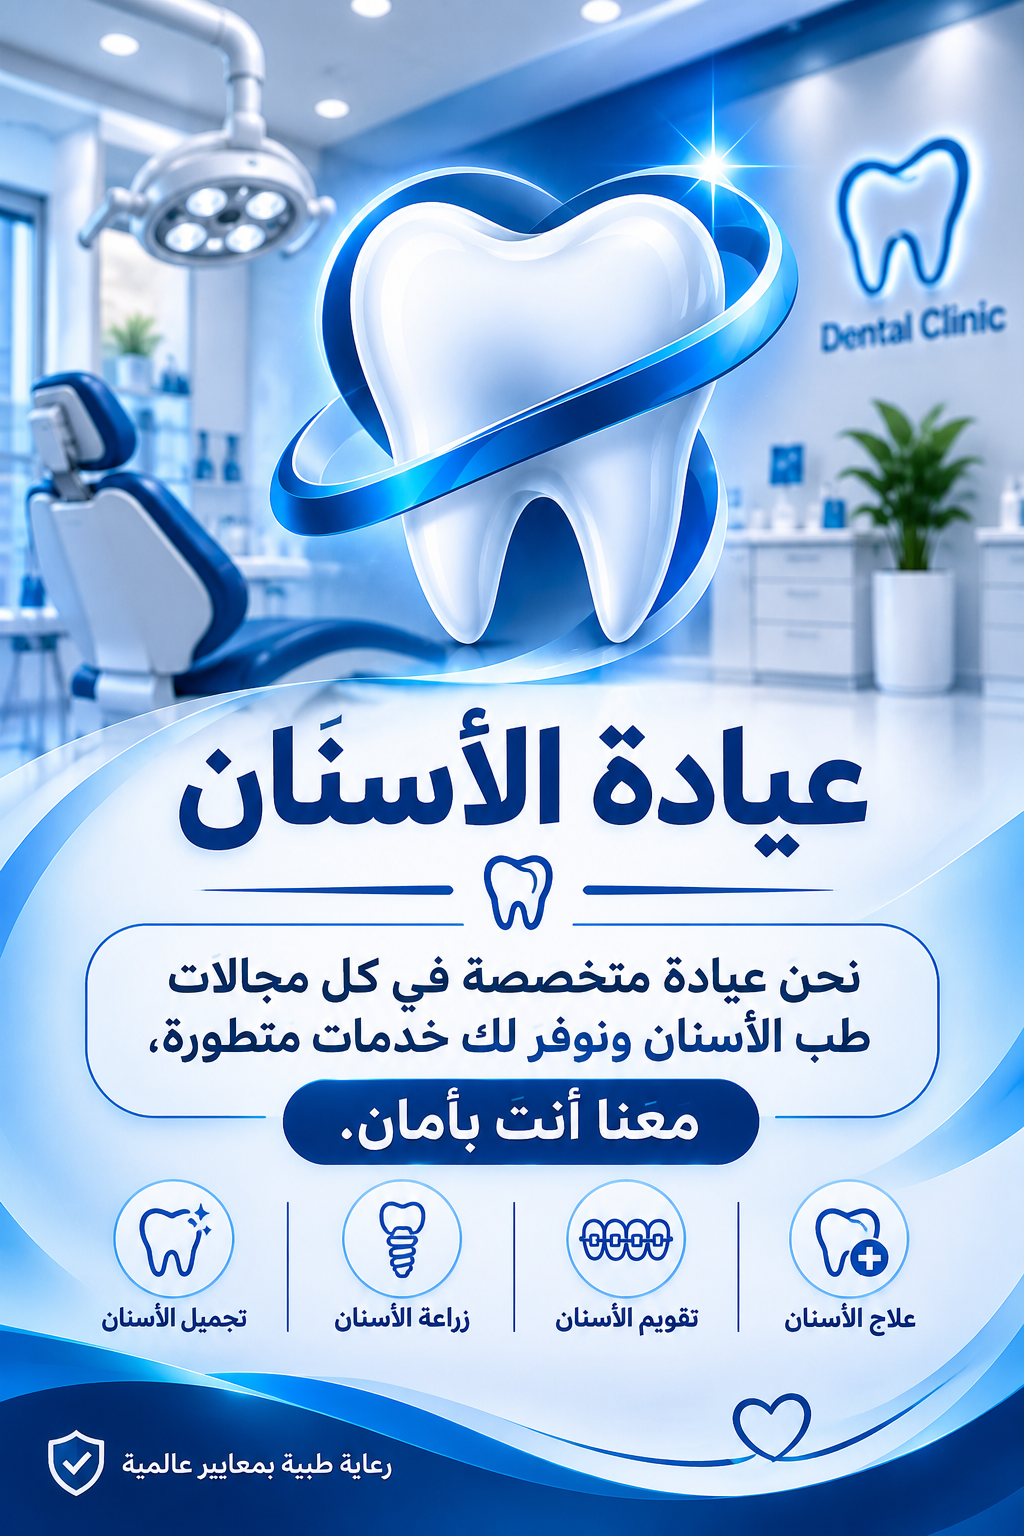 Dental Clinic
عيادة الأسنَان
نحن عيادة متخصصة في كل مجالات
طب الأسنان ونوفرَ لك خدمات متطورة،
معَنا أنتَ بأمان.
علاج الأسنان
تقويم الأسنان
زراعة الأسنان
تجميل الأسنان
رعاية طبية بمعايير عالمية